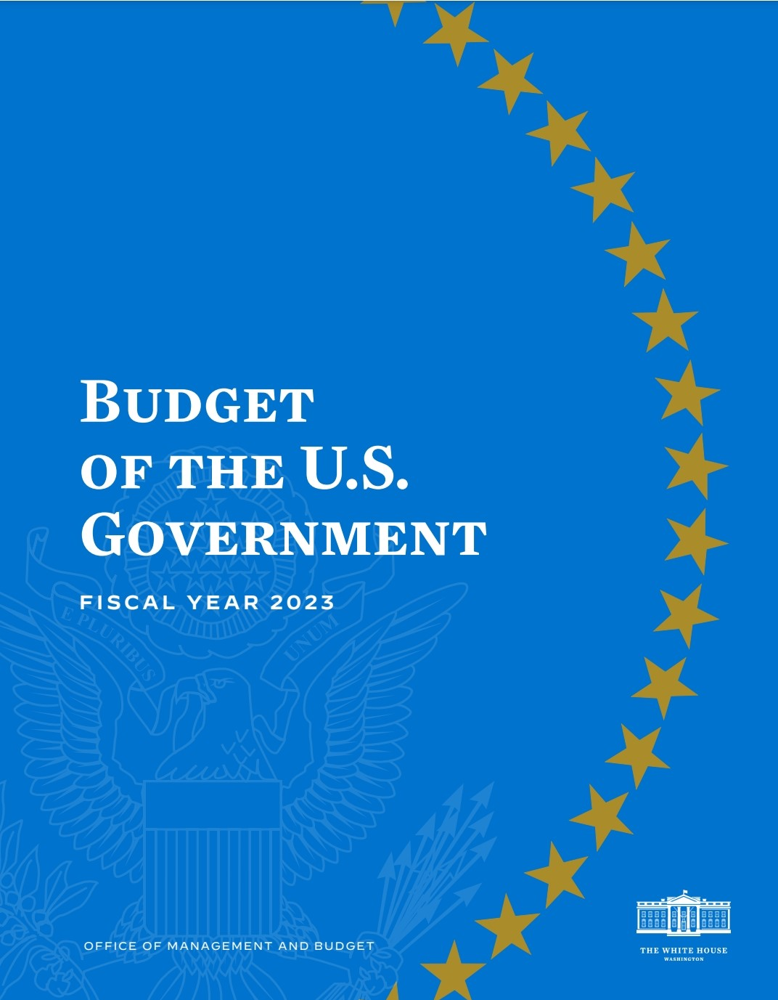 BUDGET
OF THE U.S.
GOVERNMENT
FISCAL YEAR 2023
E PLURIBUS
UNUM
OFFICE OF MANAGEMENT AND BUDGET
THE WHITE HOUSE
WASHINGTON